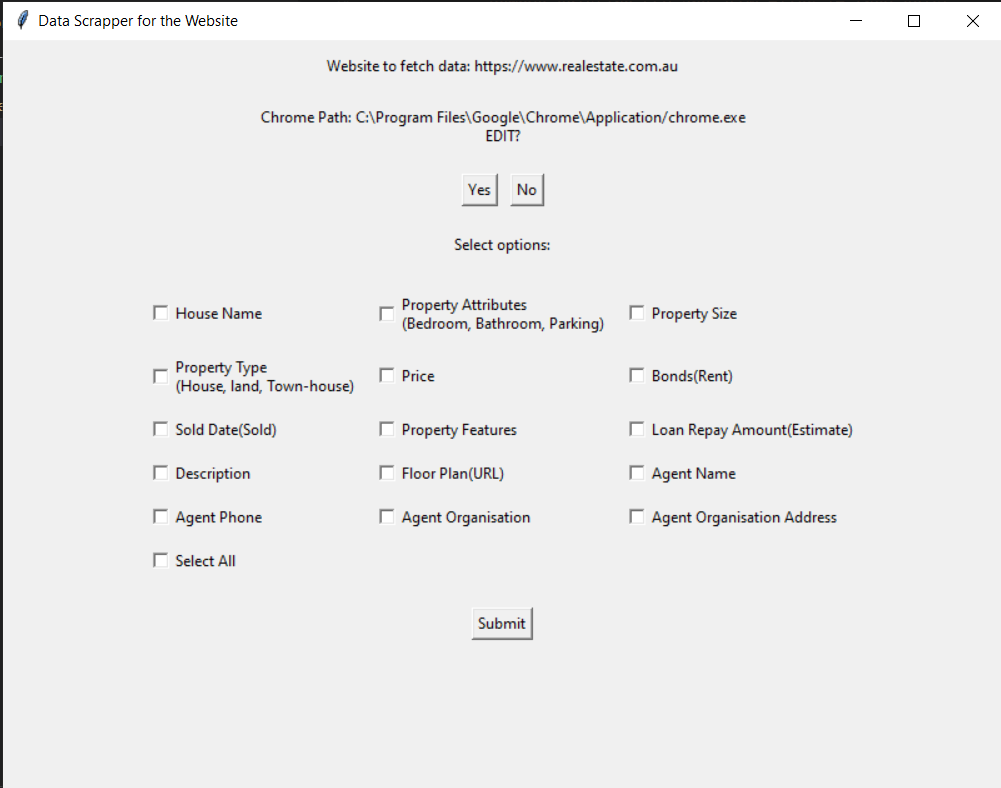 Data Scrapper for the Website
Website to fetch data: https://www.realestate.com.au
Chrome Path: C:\Program Files\Google\Chrome\Application/chrome.exe
EDIT?
Yes No
Select options:
House Name
Property Attributes
(Bedroom, Bathroom, Parking)
Property Size
Property Type
(House, land, Town-house)
Price
Bonds(Rent)
Sold Date(Sold)
Property Features
Loan Repay Amount(Estimate)
Description
Floor Plan(URL)
Agent Name
Agent Phone
Agent Organisation
Agent Organisation Address
Select All
Submit